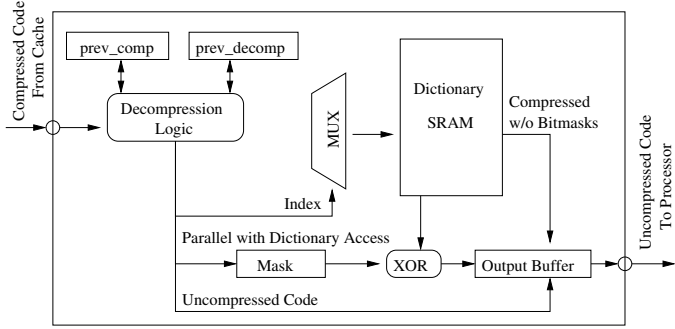 Compressed Code
From Cache
prev_comp
prev_decomp
Decompression
Logic
MUX
Dictionary
SRAM
Compressed
w/o Bitmasks
Index
Parallel with Dictionary Access
Mask
XOR
Output Buffer
Uncompressed Code
Uncompressed Code
To Processor